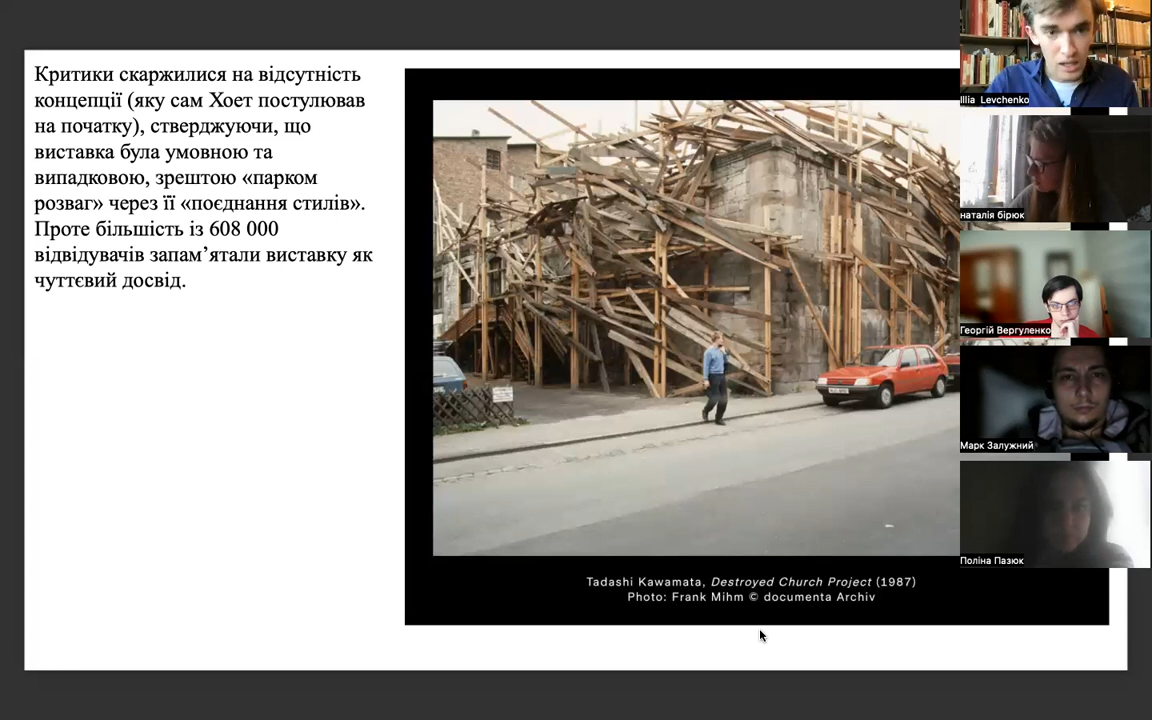 Критики скаржилися на відсутність
концепції (яку сам Хоет постулював
на початку), стверджуючи, що
виставка була умовною та
випадковою, зрештою «парком
розваг» через її «поєднання стилів».
Проте більшість із 608 000
відвідувачів запам’ятали виставку як
чуттєвий досвід.
Tadashi Kawamata, Destroyed Church Project (1987)
Photo: Frank Mihm © documenta Archiv
Illia Levchenko
наталія бірюк
Георгій Вергуленко
Марк Залужний
Поліна Пазюк